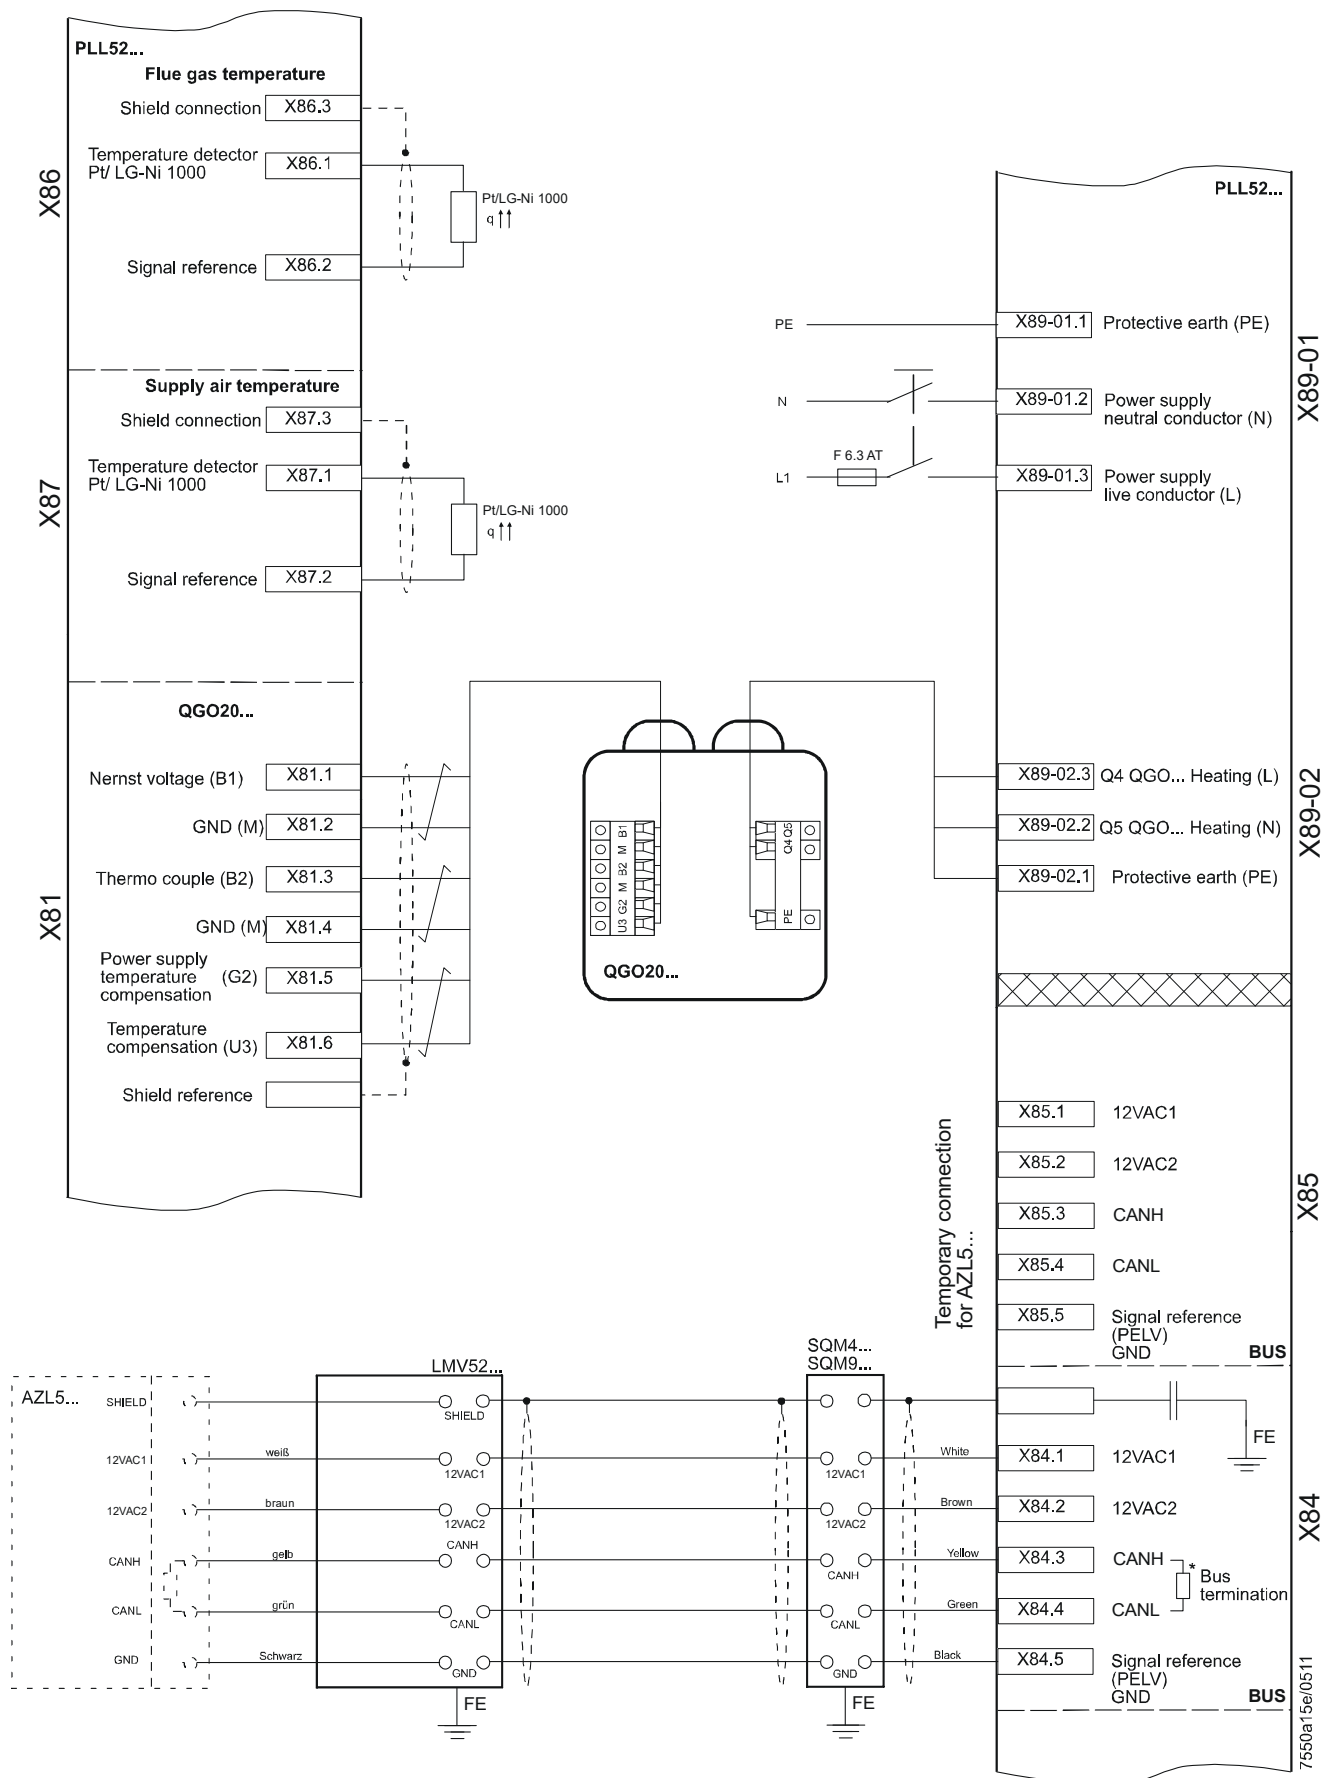 PLL52...
Flue gas temperature
Shield connection X86.3
Temperature detector
Pt/ LG-Ni 1000
X86.1
Pt/LG-Ni 1000
q
Signal reference X86.2
X86
Supply air temperature
Shield connection X87.3
Temperature detector
Pt/ LG-Ni 1000
X87.1
Pt/LG-Ni 1000
q
Signal reference X87.2
X87
QGO20...
Nernst voltage (B1) X81.1
GND (M) X81.2
Thermo couple (B2) X81.3
GND (M) X81.4
Power supply
temperature (G2)
compensation
X81.5
Temperature
compensation (U3)
X81.6
Shield reference
X81
B1
M
B2
M
G2
U3
Q5
Q4
PE
QGO20...
PLL52...
PE X89-01.1 Protective earth (PE)
N X89-01.2 Power supply
neutral conductor (N)
F 6.3 AT
L1 X89-01.3 Power supply
live conductor (L)
X89-01
X89-02.3 Q4 QGO... Heating (L)
X89-02.2 Q5 QGO... Heating (N)
X89-02.1 Protective earth (PE)
X89-02
Temporary connection
for AZL5...
X85.1 12VAC1
X85.2 12VAC2
X85.3 CANH
X85.4 CANL
X85.5 Signal reference
(PELV)
GND
BUS
X85
AZL5...
SHIELD
12VAC1
12VAC2
CANH
CANL
GND
weiß
braun
gelb
grün
Schwarz
LMV52...
SHIELD
12VAC1
12VAC2
CANH
CANL
GND
FE
SQM4...
SQM9...
12VAC1
12VAC2
CANH
CANL
GND
FE
White
Brown
Yellow
Green
Black
FE
X84.1 12VAC1
X84.2 12VAC2
X84.3 CANH
X84.4 CANL
* Bus
termination
X84.5 Signal reference
(PELV)
GND
BUS
X84
7550a15e/0511